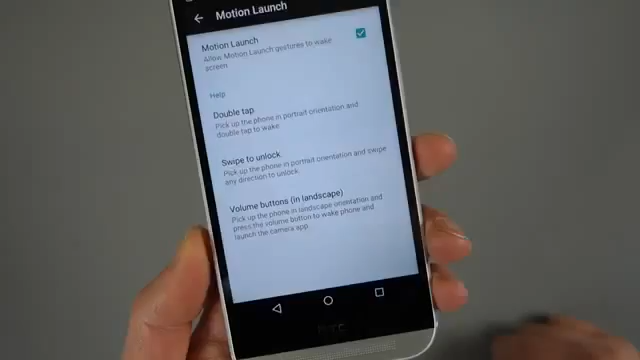 Motion Launch
Motion Launch
Allow Motion Launch gestures to wake
screen
Help
Double tap
Pick up the phone in portrait orientation and
double tap to wake
Swipe to unlock
Pick up the phone in portrait orientation and swipe
any direction to unlock.
Volume buttons (in landscape)
Pick up the phone in landscape orientation and
press the volume button to wake phone and
launch the camera app
hTC